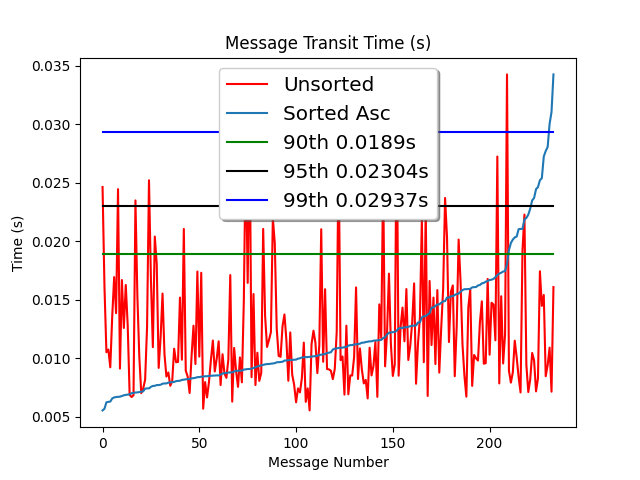 Message Transit Time (s)
Unsorted
Sorted Asc
90th 0.0189s
95th 0.02304s
99th 0.02937s
0.035
0.030
0.025
0.020
0.015
0.010
0.005
Time (s)
0 50 100 150 200
Message Number